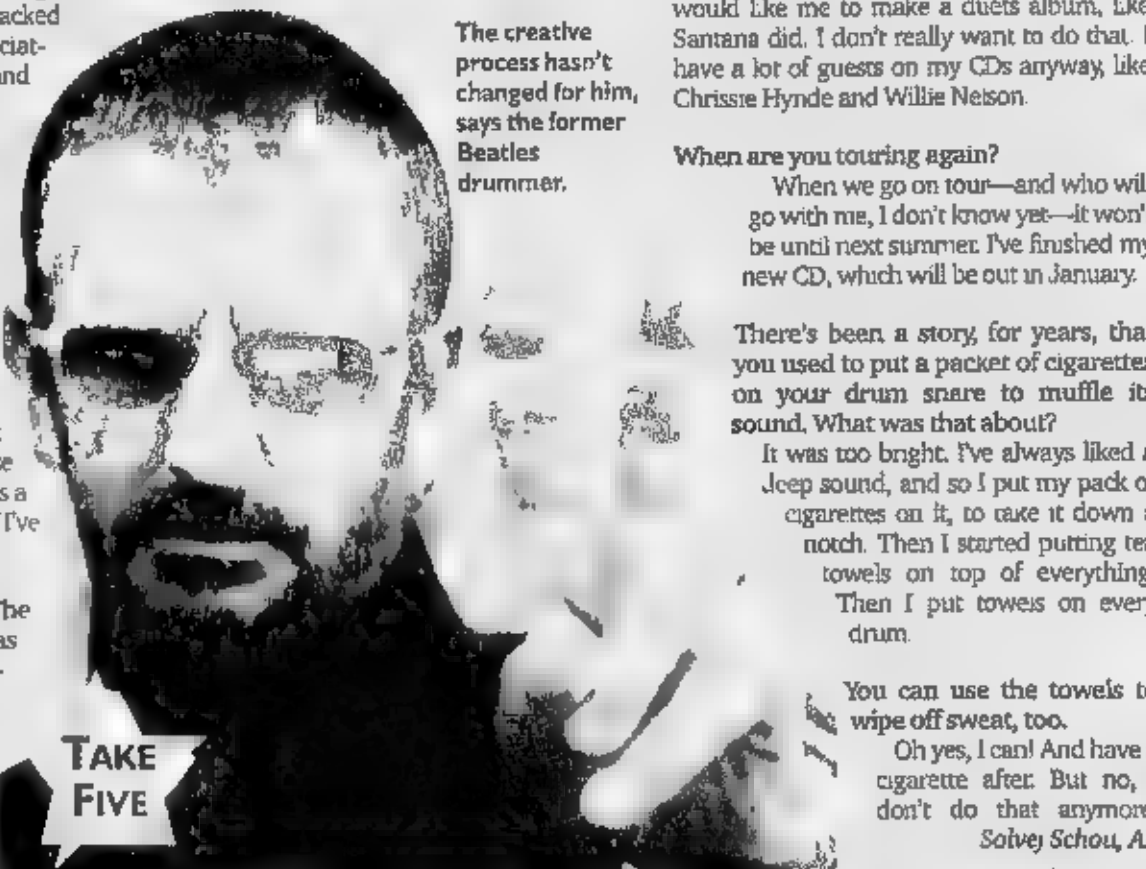 acked
ciat-
and
s a
I've
The creative
process hasn't
changed for him,
says the former
Beatles
drummer.
TAKE
FIVE
would like me to make a duets album, like
Santana did. I don't really want to do that. I
have a lot of guests on my CDs anyway, like
Chrissie Hynde and Willie Nelson.
When are you touring again?
When we go on tour—and who will
go with me, I don't know yet—it won't
be until next summer. I've finished my
new CD, which will be out in January.
There's been a story, for years, that
you used to put a packet of cigarettes
on your drum snare to muffle its
sound. What was that about?
It was too bright. I've always liked a
deep sound, and so I put my pack of
cigarettes on it, to take it down a
notch. Then I started putting tea
towels on top of everything.
Then I put towels on every
drum.
You can use the towels to
wipe off sweat, too.
Oh yes, I can! And have
cigarette after. But no,
don't do that anymore
Solvej Schou, A